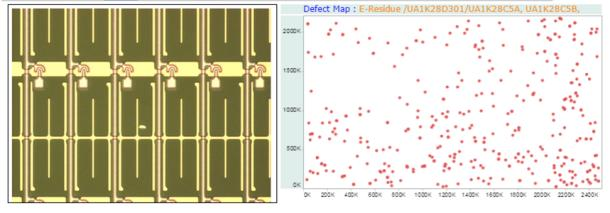 Defect Map : E-Residue /UA1K28D301/UA1K28C5A, UA1K28C5B,
2000K
1500K
1000K
500K
0K
0K 200K 400K 600K 800K 1000K 1200K 1400K 1600K 1800K 2000K 2200K 2400K